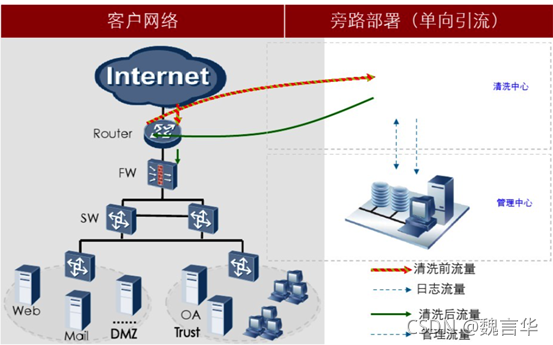 客户网络
旁路部署（单向引流）
Internet
清洗中心
Router
FW
管理中心
SW
清洗前流量
日志流量
Web
Mail
......
DMZ
OA
Trust
清洗后流量
管理流量
CSDN @魏言华